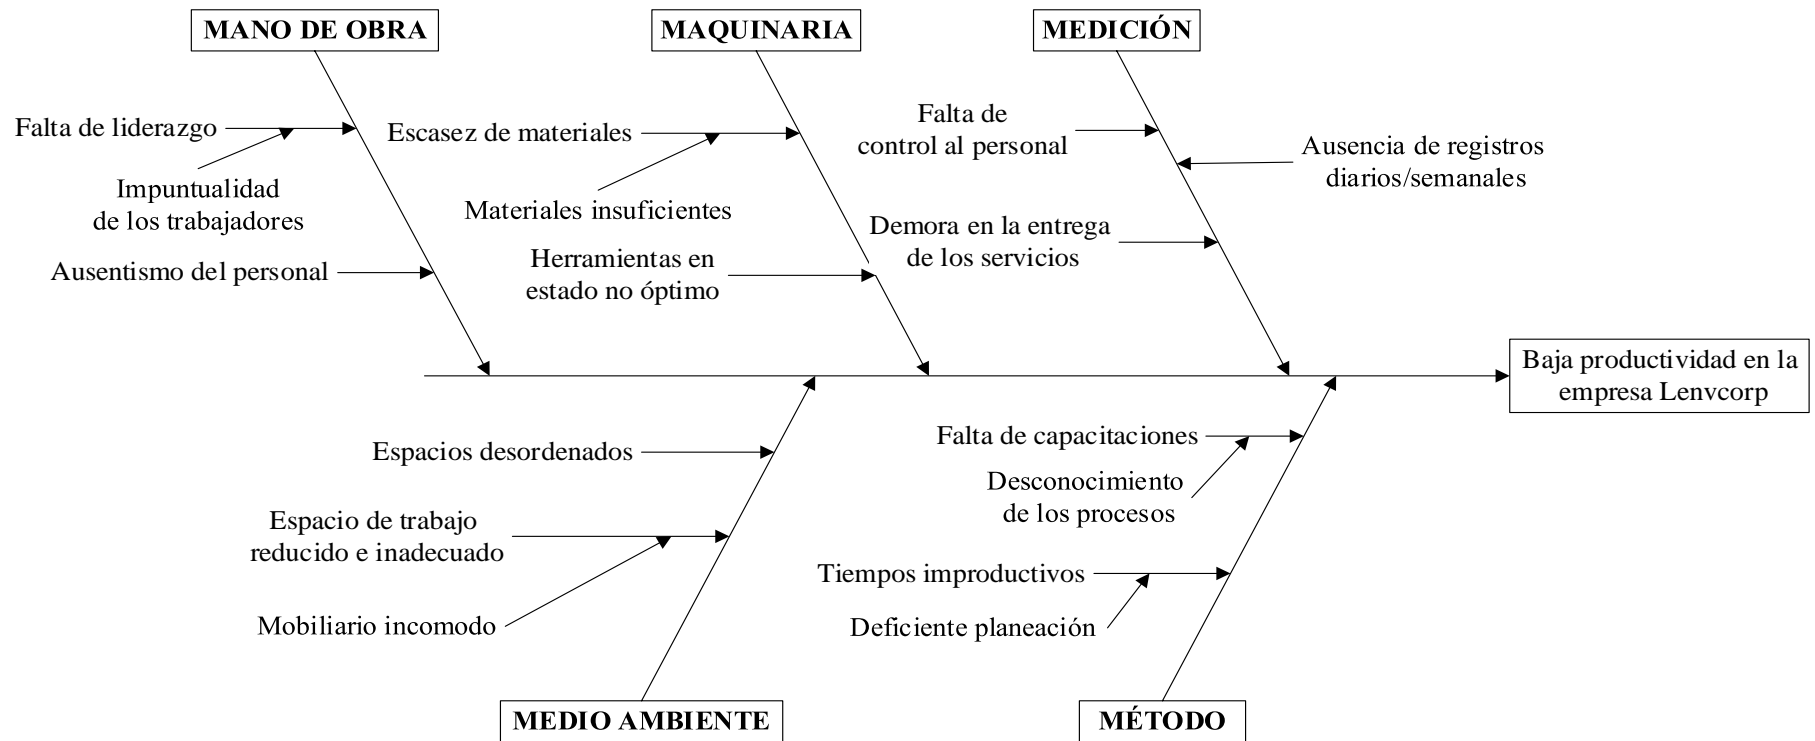 MANO DE OBRA
MAQUINARIA
MEDICIÓN
Falta de liderazgo
Impuntualidad
de los trabajadores
Ausentismo del personal
Escasez de materiales
Materiales insuficientes
Herramientas en
estado no óptimo
Falta de
control al personal
Ausencia de registros
diarios/semanales
Demora en la entrega
de los servicios
Baja productividad en la
empresa Lenvcorp
Espacios desordenados
Espacio de trabajo
reducido e inadecuado
Mobiliario incomodo
Falta de capacitaciones
Desconocimiento
de los procesos
Tiempos improductivos
Deficiente planeación
MEDIO AMBIENTE
MÉTODO